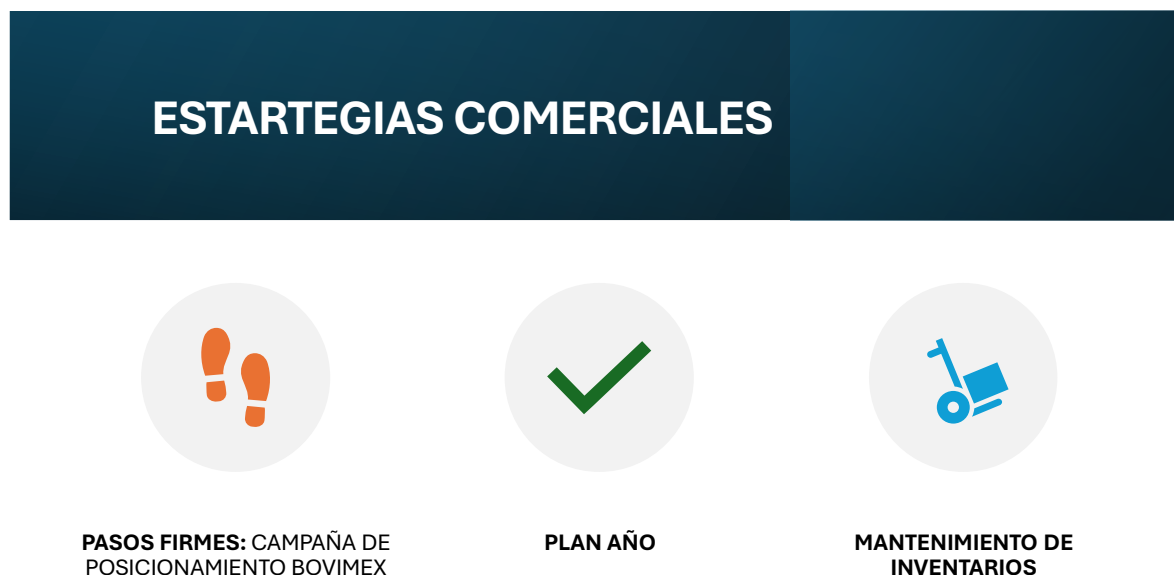 ESTARTEGIAS COMERCIALES
PASOS FIRMES: CAMPAÑA DE
POSICIONAMIENTO BOVIMEX
PLAN AÑO
MANTENIMIENTO DE
INVENTARIOS